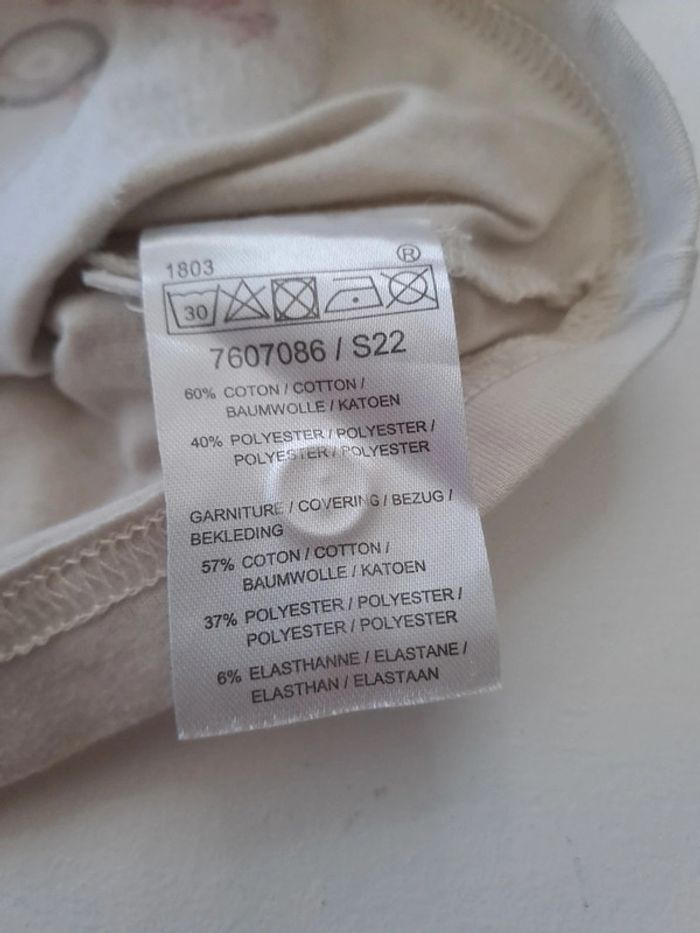 1803 ®
30
7607086 / S22
60% COTON / COTTON /
BAUMWOLLE / KATOEN
40% POLYESTER / POLYESTER /
POLYESTER / POLYESTER
GARNITURE / COVERING / BEZUG /
BEKLEDING
57% COTON / COTTON /
BAUMWOLLE / KATOEN
37% POLYESTER / POLYESTER /
POLYESTER / POLYESTER
6% ELASTHANNE / ELASTANE /
ELASTHAN / ELASTAAN